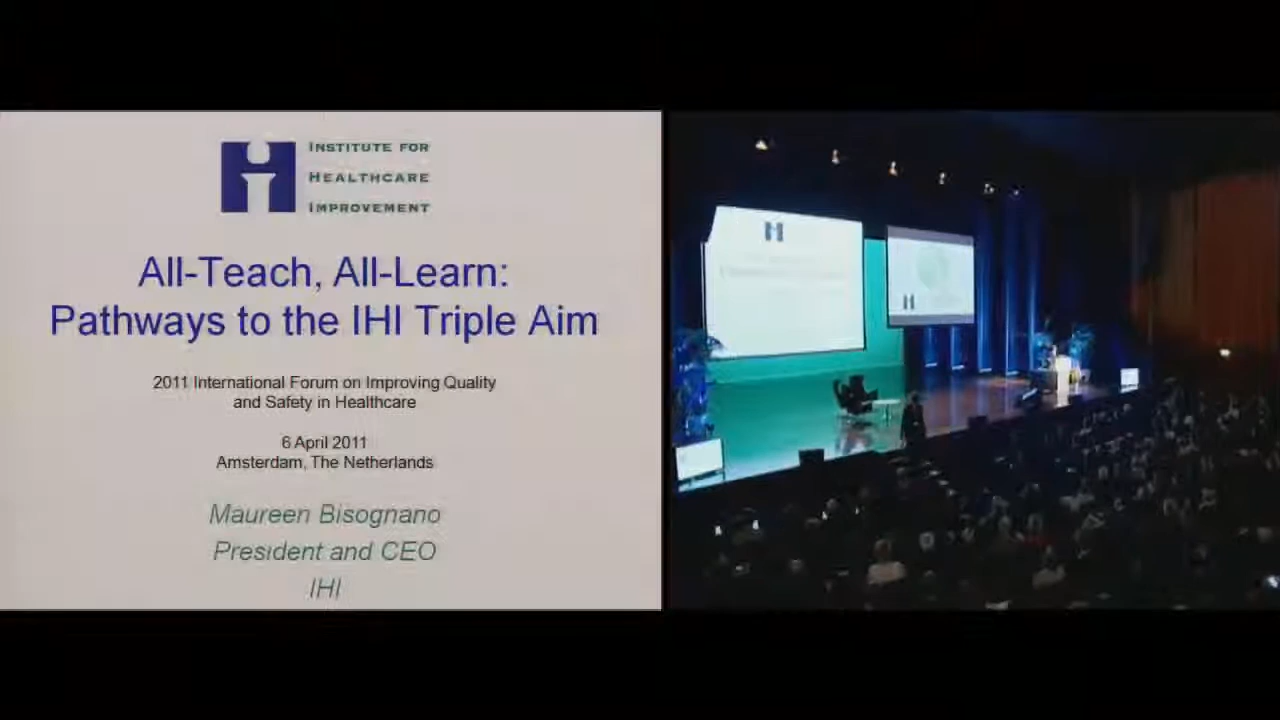 INSTITUTE FOR
HEALTHCARE
IMPROVEMENT
All-Teach, All-Learn:
Pathways to the IHI Triple Aim
2011 International Forum on Improving Quality
and Safety in Healthcare
6 April 2011
Amsterdam, The Netherlands
Maureen Bisognano
President and CEO
IHI